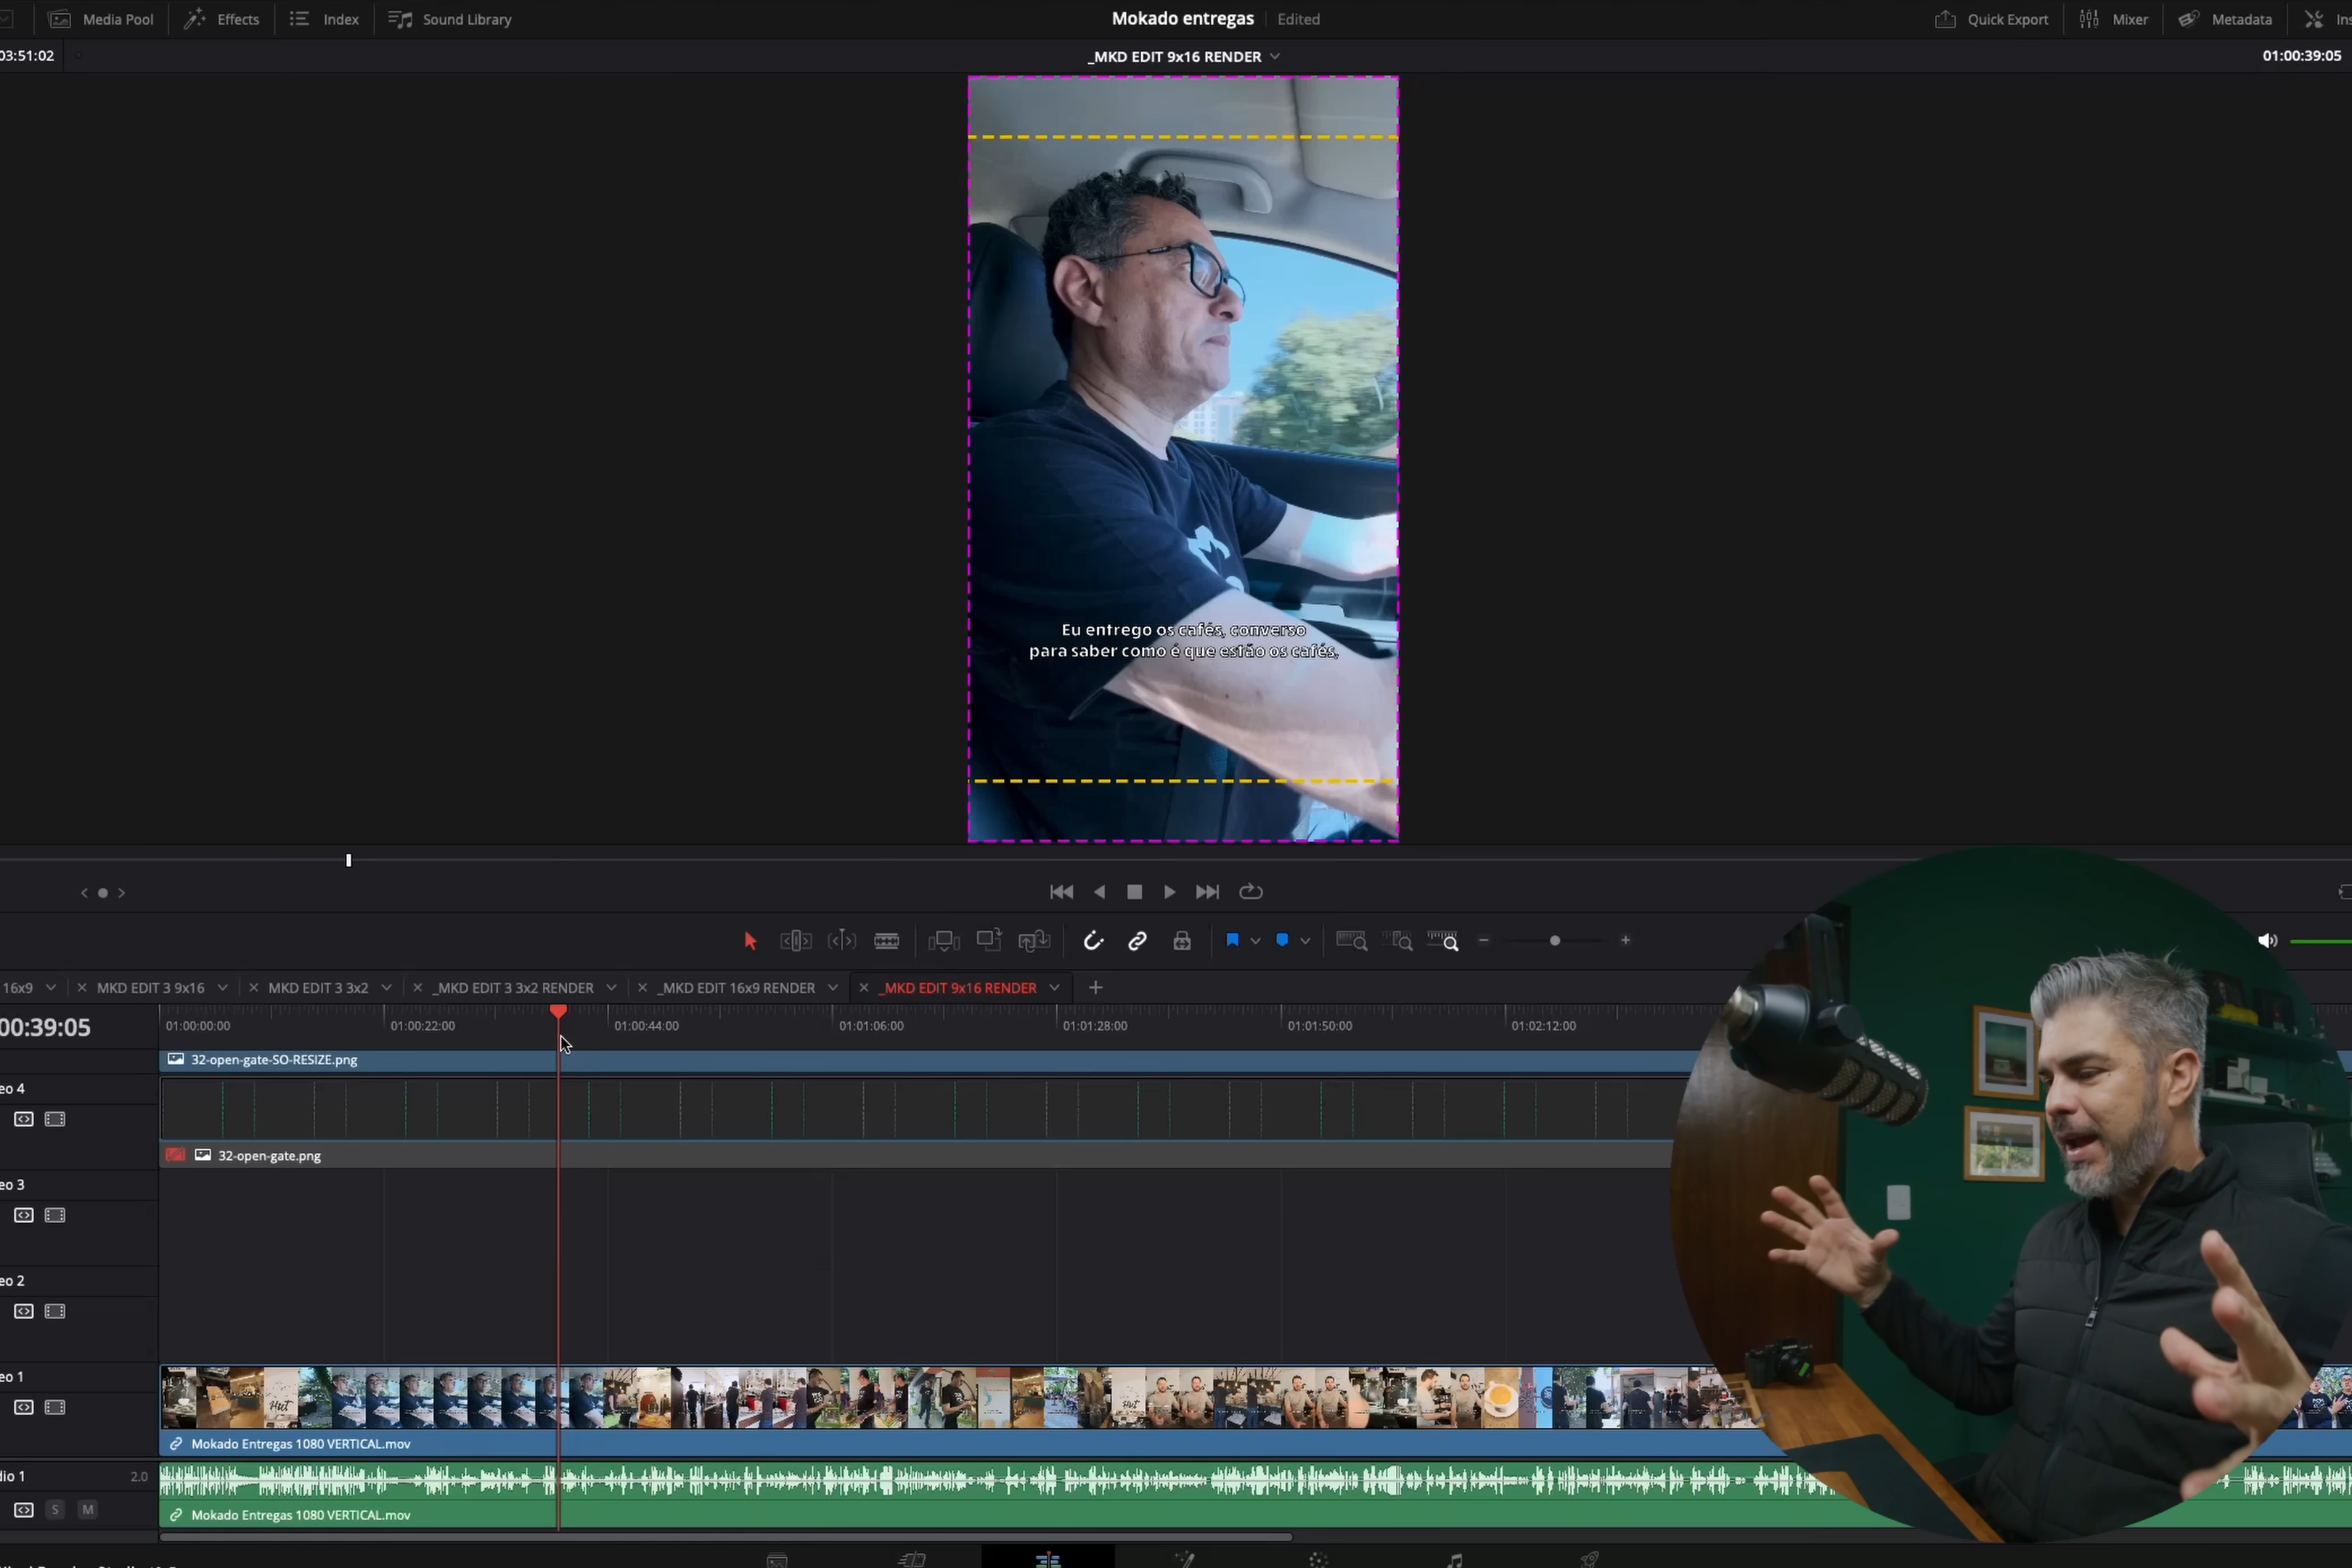 Media Pool
Effects
Index
Sound Library
Mokado entregas
Edited
Quick Export
Mixer
Metadata
03:51:02
_MKD EDIT 9x16 RENDER
01:00:39:05
Eu entrego os cafés, converso
para saber como é que estão os cafés,
16x9
MKD EDIT 3 9x16
MKD EDIT 3 3x2
_MKD EDIT 3 3x2 RENDER
_MKD EDIT 16x9 RENDER
_MKD EDIT 9x16 RENDER
00:39:05
01:00:00:00
01:00:22:00
01:00:44:00
01:01:06:00
01:01:28:00
01:01:50:00
01:02:12:00
32-open-gate-SO-RESIZE.png
eo 4
32-open-gate.png
eo 3
eo 2
eo 1
Mokado Entregas 1080 VERTICAL.mov
dio 1
2.0
S
M
Mokado Entregas 1080 VERTICAL.mov